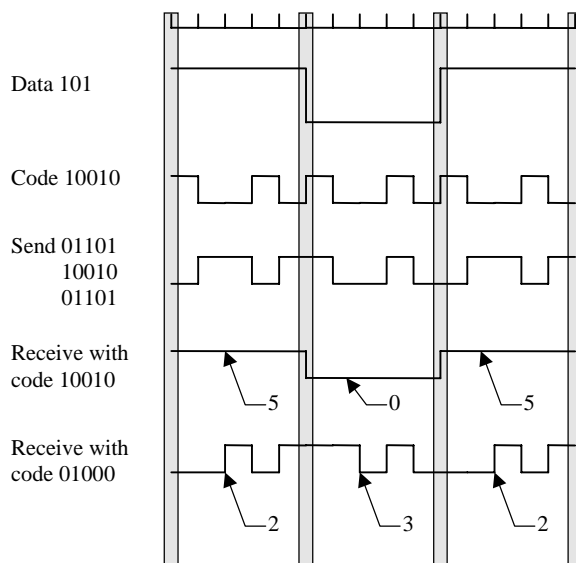 Data 101
Code 10010
Send 01101
10010
01101
Receive with
code 10010
5
0
5
Receive with
code 01000
2
3
2